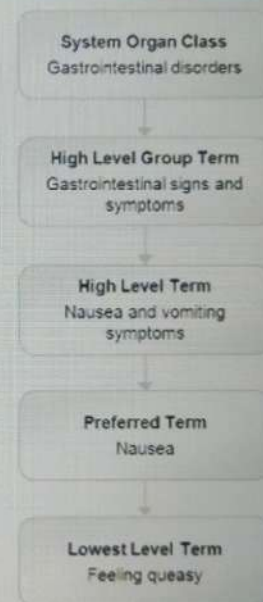 System Organ Class
Gastrointestinal disorders
High Level Group Term
Gastrointestinal signs and
symptoms
High Level Term
Nausea and vomiting
symptoms
Preferred Term
Nausea
Lowest Level Term
Feeling queasy